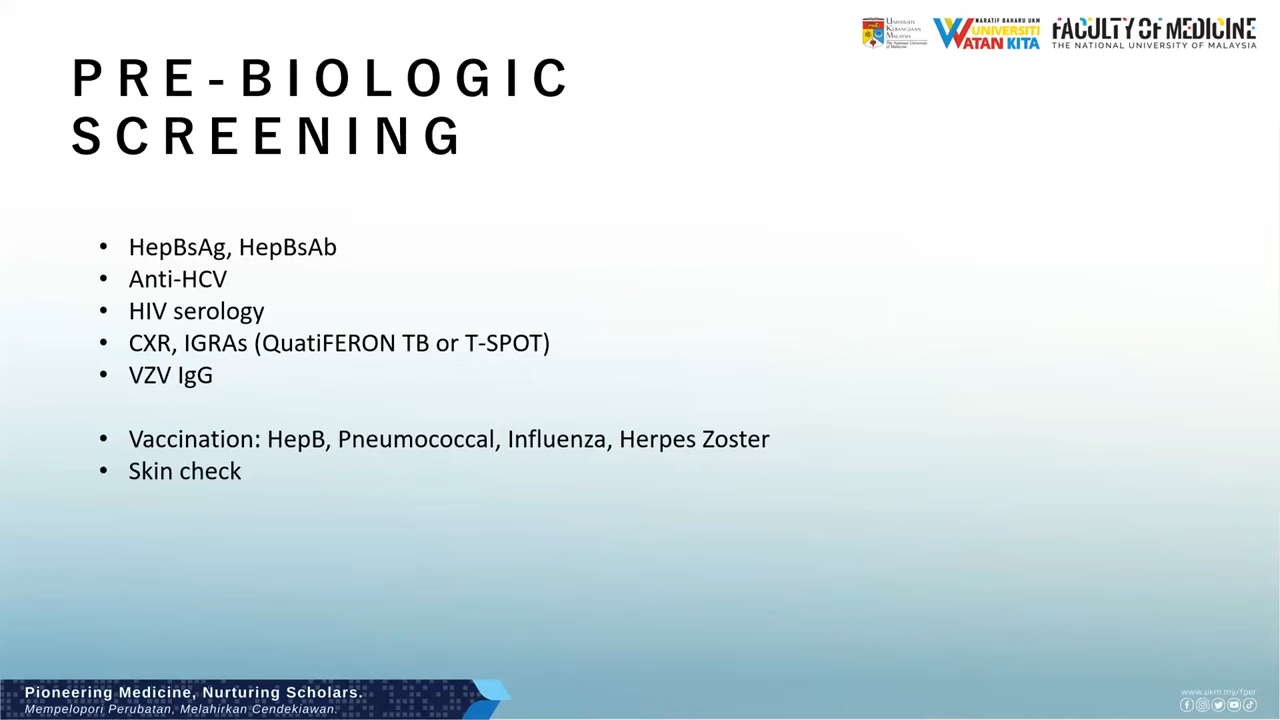 UNIVERSITI
KEBANGSAAN
MALAYSIA
The National University
of Malaysia
NARATIF BAHARU UKM
UNIVERSITI
WATAN KITA
FACULTY OF MEDICINE
THE NATIONAL UNIVERSITY OF MALAYSIA
PRE-BIOLOGIC
SCREENING
• HepBsAg, HepBsAb
• Anti-HCV
• HIV serology
• CXR, IGRAs (QuatiFERON TB or T-SPOT)
• VZV IgG
• Vaccination: HepB, Pneumococcal, Influenza, Herpes Zoster
• Skin check
Pioneering Medicine, Nurturing Scholars.
Mempelopori Perubatan, Melahirkan Cendekiawan.
www.ukm.my/fper